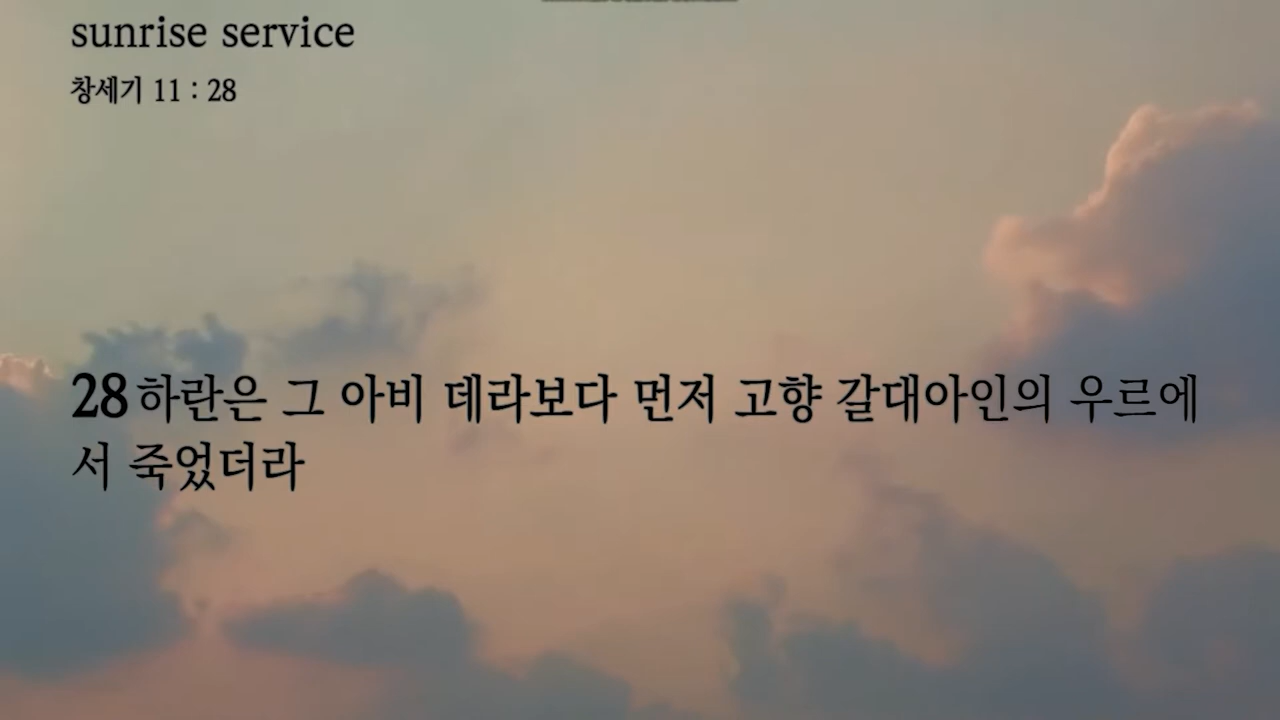 sunrise service
창세기 11 : 28
28 하란은 그 아비 데라보다 먼저 고향 갈대아인의 우르에
서 죽었더라